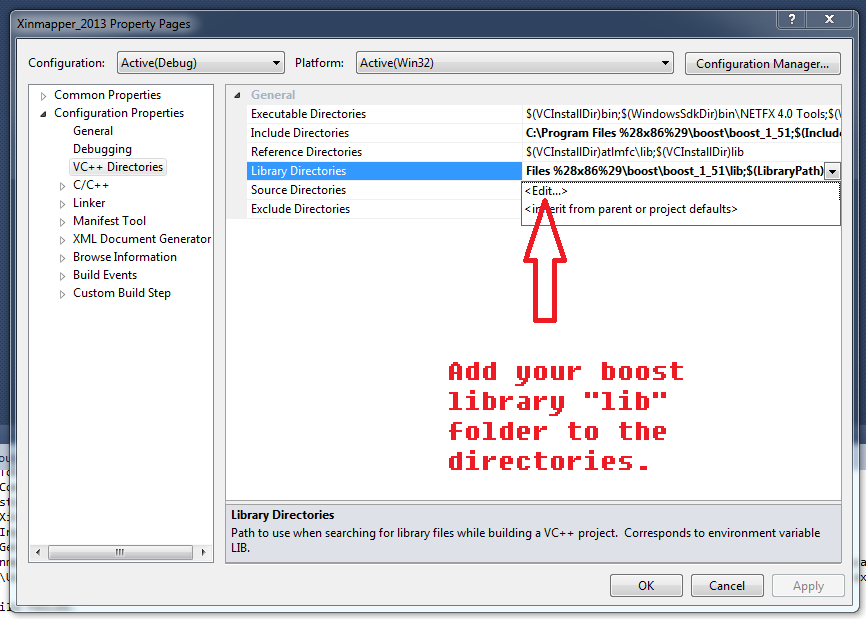 Xinmapper_2013 Property Pages
?
Configuration: Active(Debug) Platform: Active(Win32) Configuration Manager...
Common Properties
Configuration Properties
General
Debugging
VC++ Directories
C/C++
Linker
Manifest Tool
XML Document Generator
Browse Information
Build Events
Custom Build Step
General
Executable Directories $(VCInstallDir)bin;$(WindowsSdkDir)bin\NETFX 4.0 Tools;$(
Include Directories C:\Program Files %28x86%29\boost\boost_1_51;$(Include
Reference Directories $(VCInstallDir)atlmfc\lib;$(VCInstallDir)lib
Library Directories Files %28x86%29\boost\boost_1_51\lib;$(LibraryPath)
Source Directories <Edit...>
Exclude Directories from parent or project defaults>
Add your boost
library "lib"
folder to the
directories.
Library Directories
Path to use when searching for library files while building a VC++ project. Corresponds to environment variable
LIB.
OK Cancel Apply